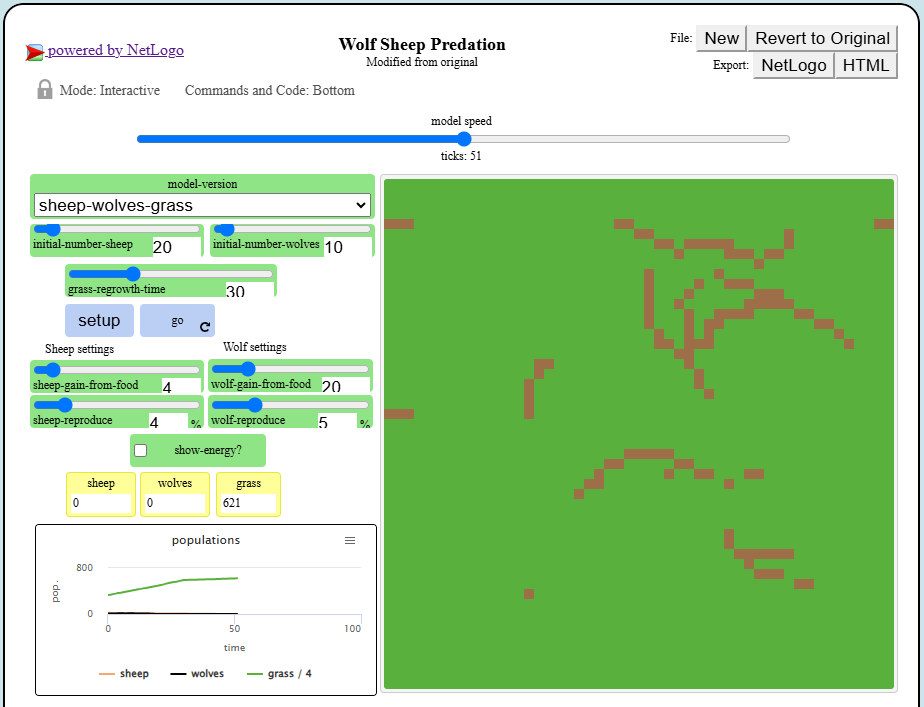 powered by NetLogo
Wolf Sheep Predation
Modified from original
File: New Revert to Original
Export: NetLogo HTML
Mode: Interactive Commands and Code: Bottom
model speed
ticks: 51
model-version
sheep-wolves-grass
initial-number-sheep 20 initial-number-wolves 10
grass-regrowth-time 30
setup go
Sheep settings Wolf settings
sheep-gain-from-food 4 wolf-gain-from-food 20
sheep-reproduce 4 % wolf-reproduce 5 %
show-energy?
sheep wolves grass
0 0 621
populations
800
pop.
0
0 50 100
time
sheep wolves grass / 4